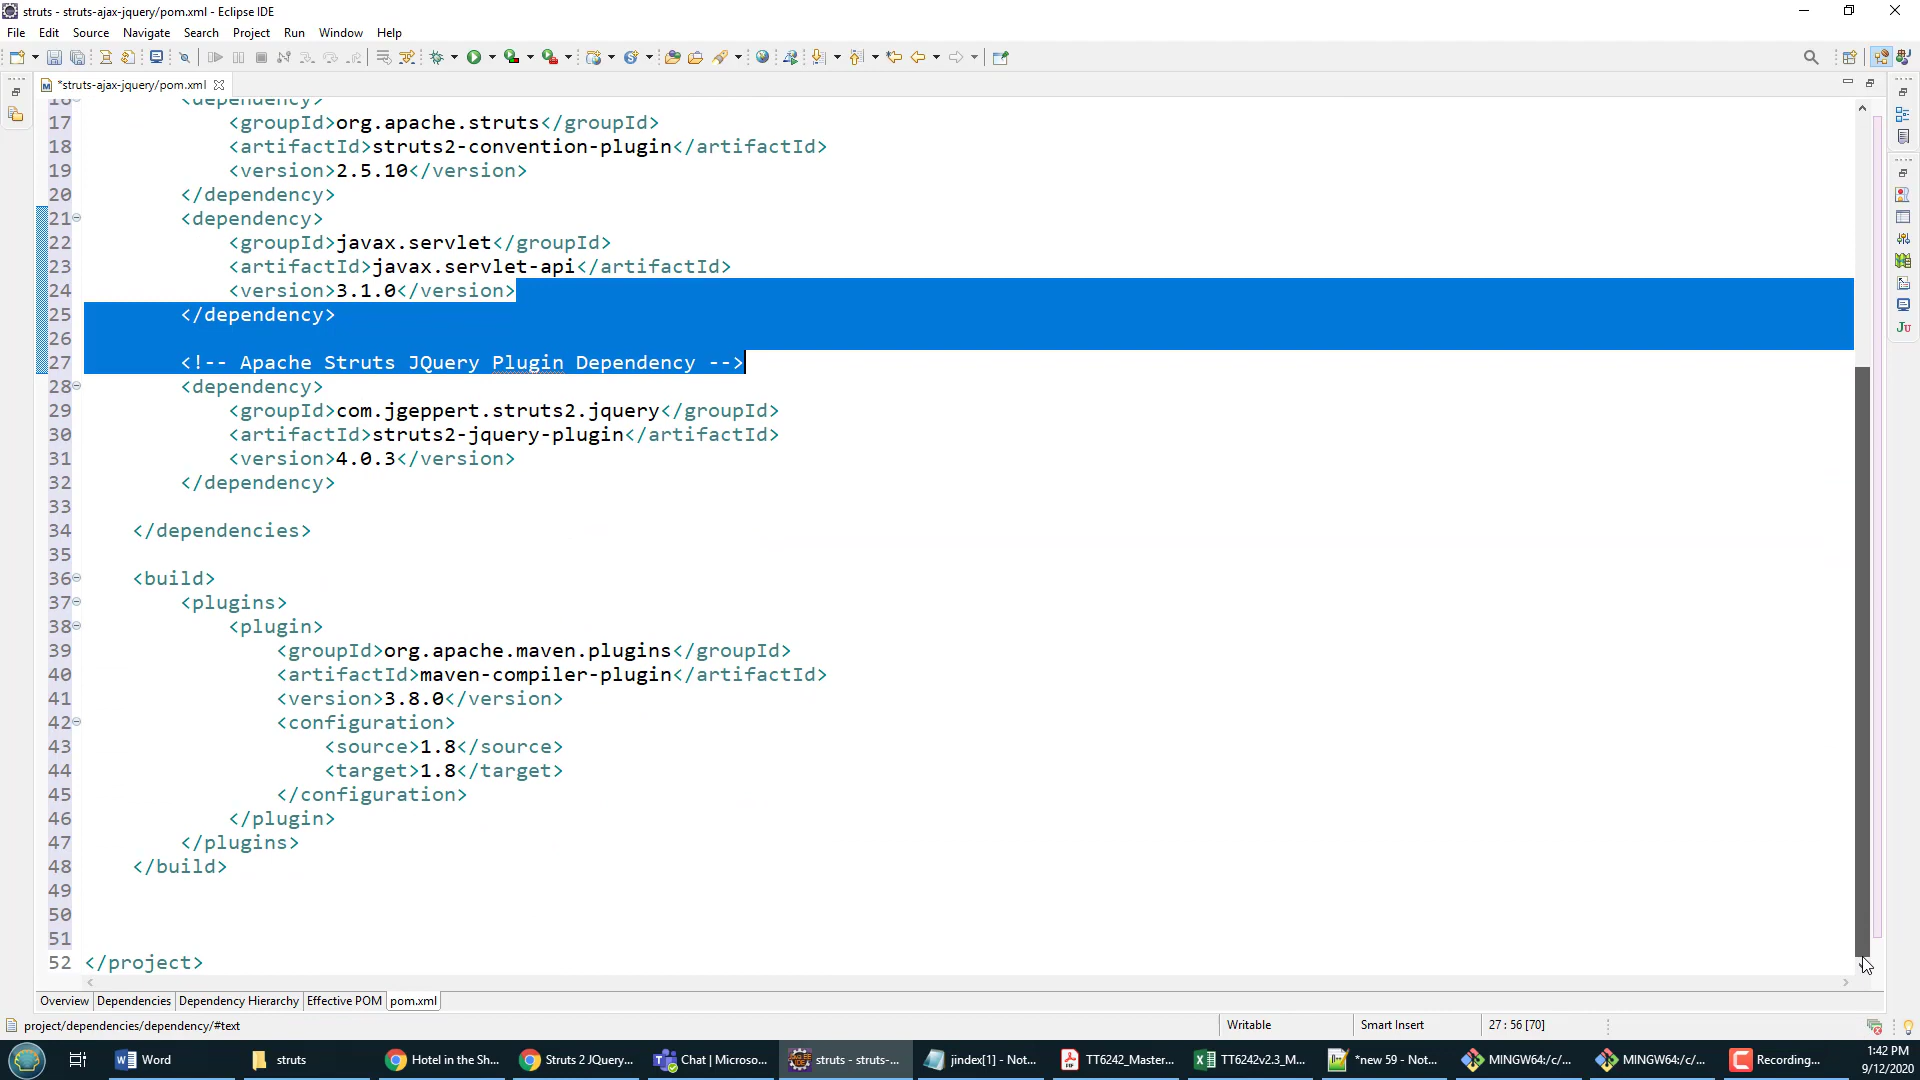 struts - struts-ajax-jquery/pom.xml - Eclipse IDE
File Edit Source Navigate Search Project Run Window Help
*struts-ajax-jquery/pom.xml
16 <dependency>
17 <groupId>org.apache.struts</groupId>
18 <artifactId>struts2-convention-plugin</artifactId>
19 <version>2.5.10</version>
20 </dependency>
21 <dependency>
22 <groupId>javax.servlet</groupId>
23 <artifactId>javax.servlet-api</artifactId>
24 <version>3.1.0</version>
25 </dependency>
26
27 <!-- Apache Struts JQuery Plugin Dependency -->
28 <dependency>
29 <groupId>com.jgeppert.struts2.jquery</groupId>
30 <artifactId>struts2-jquery-plugin</artifactId>
31 <version>4.0.3</version>
32 </dependency>
33
34 </dependencies>
35
36 <build>
37 <plugins>
38 <plugin>
39 <groupId>org.apache.maven.plugins</groupId>
40 <artifactId>maven-compiler-plugin</artifactId>
41 <version>3.8.0</version>
42 <configuration>
43 <source>1.8</source>
44 <target>1.8</target>
45 </configuration>
46 </plugin>
47 </plugins>
48 </build>
49
50
51
52 </project>
Overview Dependencies Dependency Hierarchy Effective POM pom.xml
project/dependencies/dependency/#text Writable Smart Insert 27 : 56 [70]
Word struts Hotel in the Sh... Struts 2 JQuery... Chat | Microso... struts - struts-... jindex[1] - Not... TT6242_Master... TT6242v2.3_M... *new 59 - Not... MINGW64:/c/... MINGW64:/c/... Recording...
1:42 PM
9/12/2020